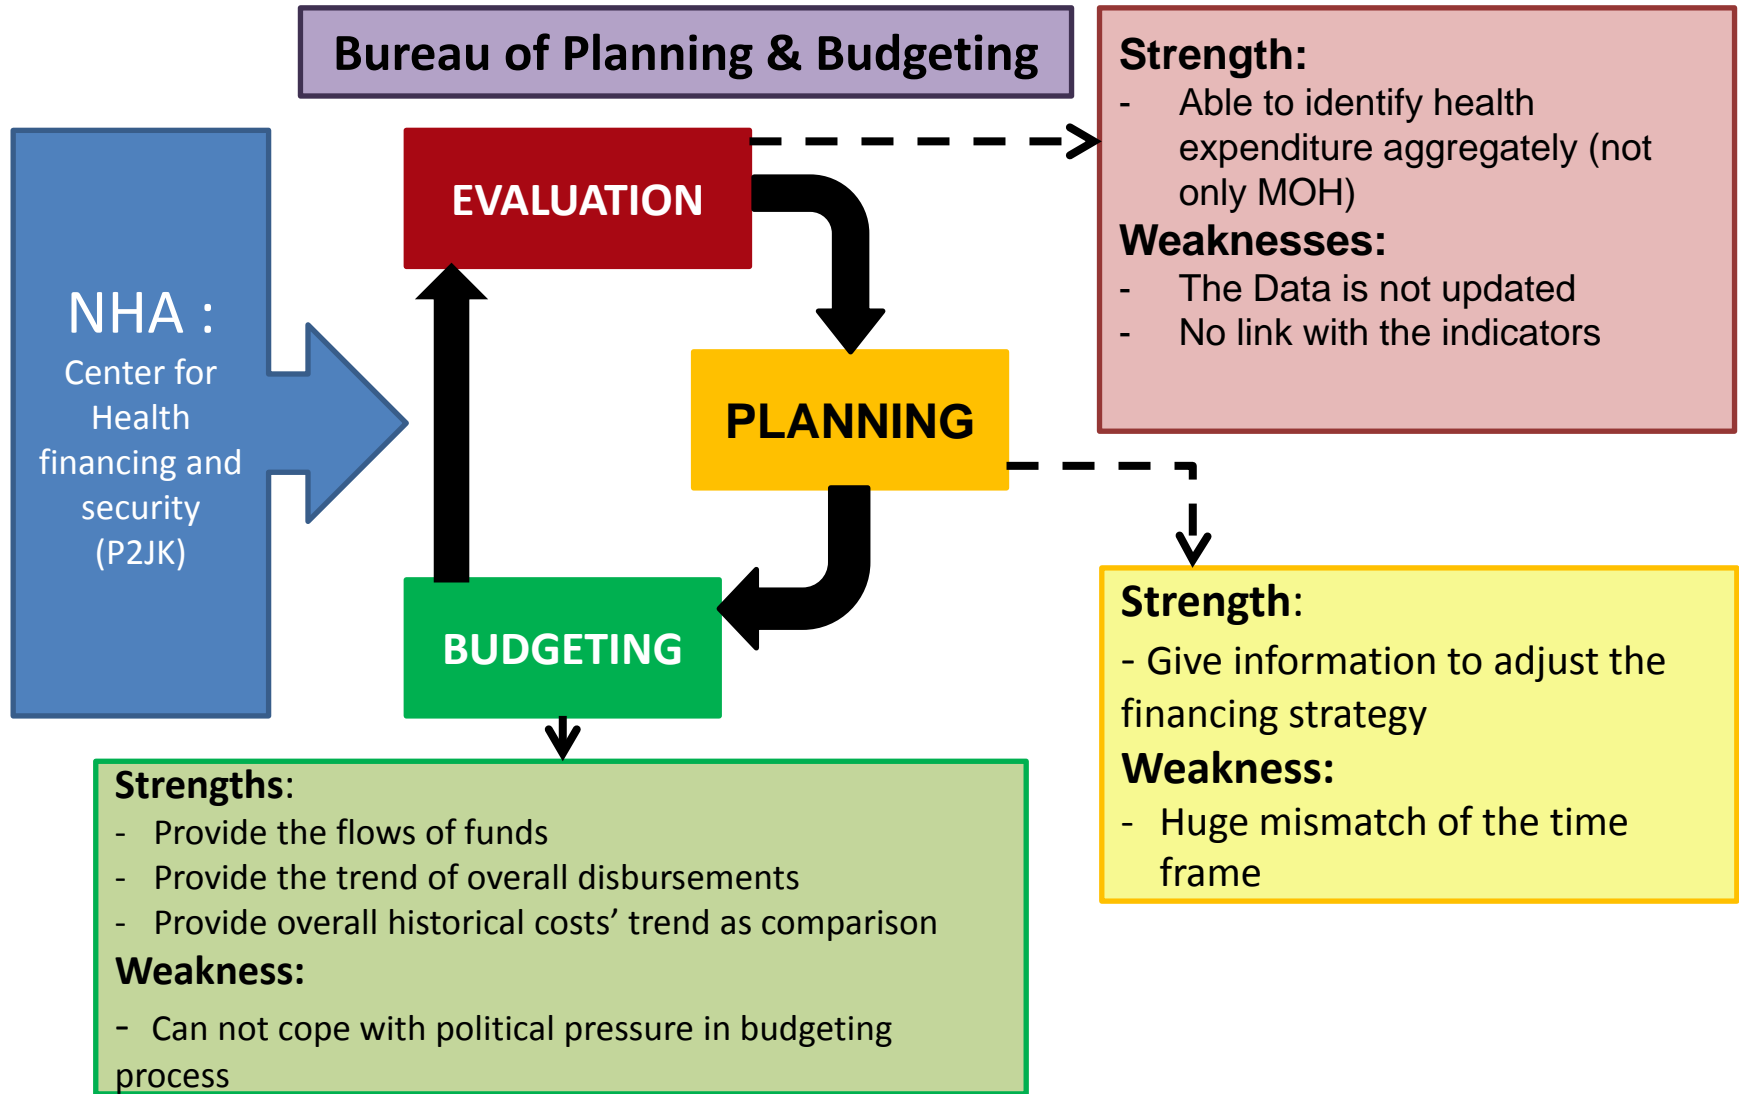 Bureau of Planning & Budgeting
NHA :
Center for
Health
financing and
security
(P2JK)
EVALUATION
PLANNING
BUDGETING
Strength:
- Able to identify health
expenditure aggregately (not
only MOH)
Weaknesses:
- The Data is not updated
- No link with the indicators
Strength:
- Give information to adjust the
financing strategy
Weakness:
- Huge mismatch of the time
frame
Strengths:
- Provide the flows of funds
- Provide the trend of overall disbursements
- Provide overall historical costs’ trend as comparison
Weakness:
- Can not cope with political pressure in budgeting
process